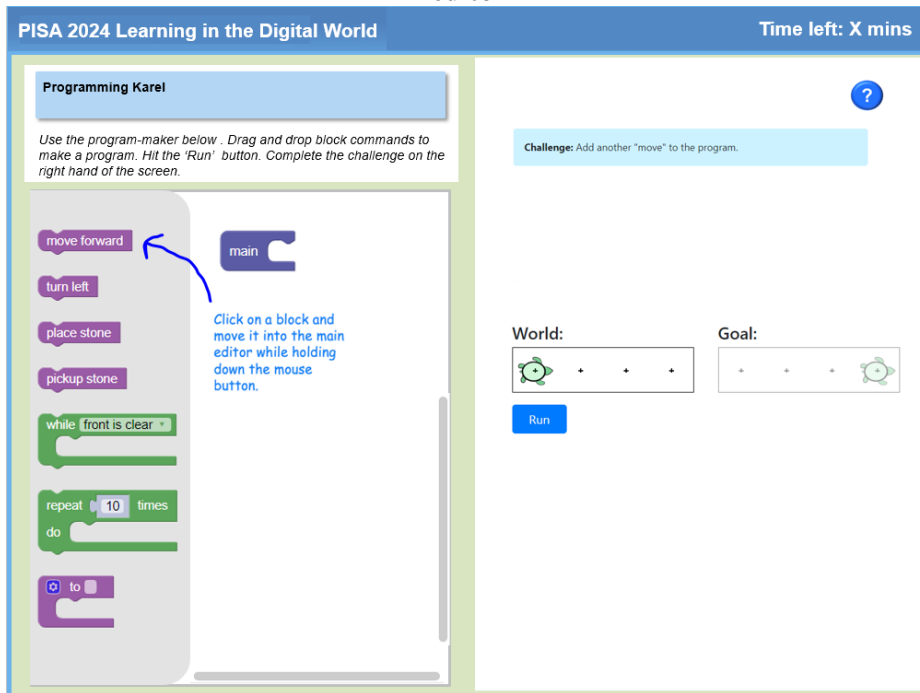 PISA 2024 Learning in the Digital World
Time left: X mins
Programming Karel
Use the program-maker below . Drag and drop block commands to
make a program. Hit the 'Run' button. Complete the challenge on the
right hand of the screen.
move forward
turn left
place stone
pickup stone
while front is clear
repeat 10 times
do
to
main
Click on a block and
move it into the main
editor while holding
down the mouse
button.
?
Challenge: Add another "move" to the program.
World:
Goal:
Run